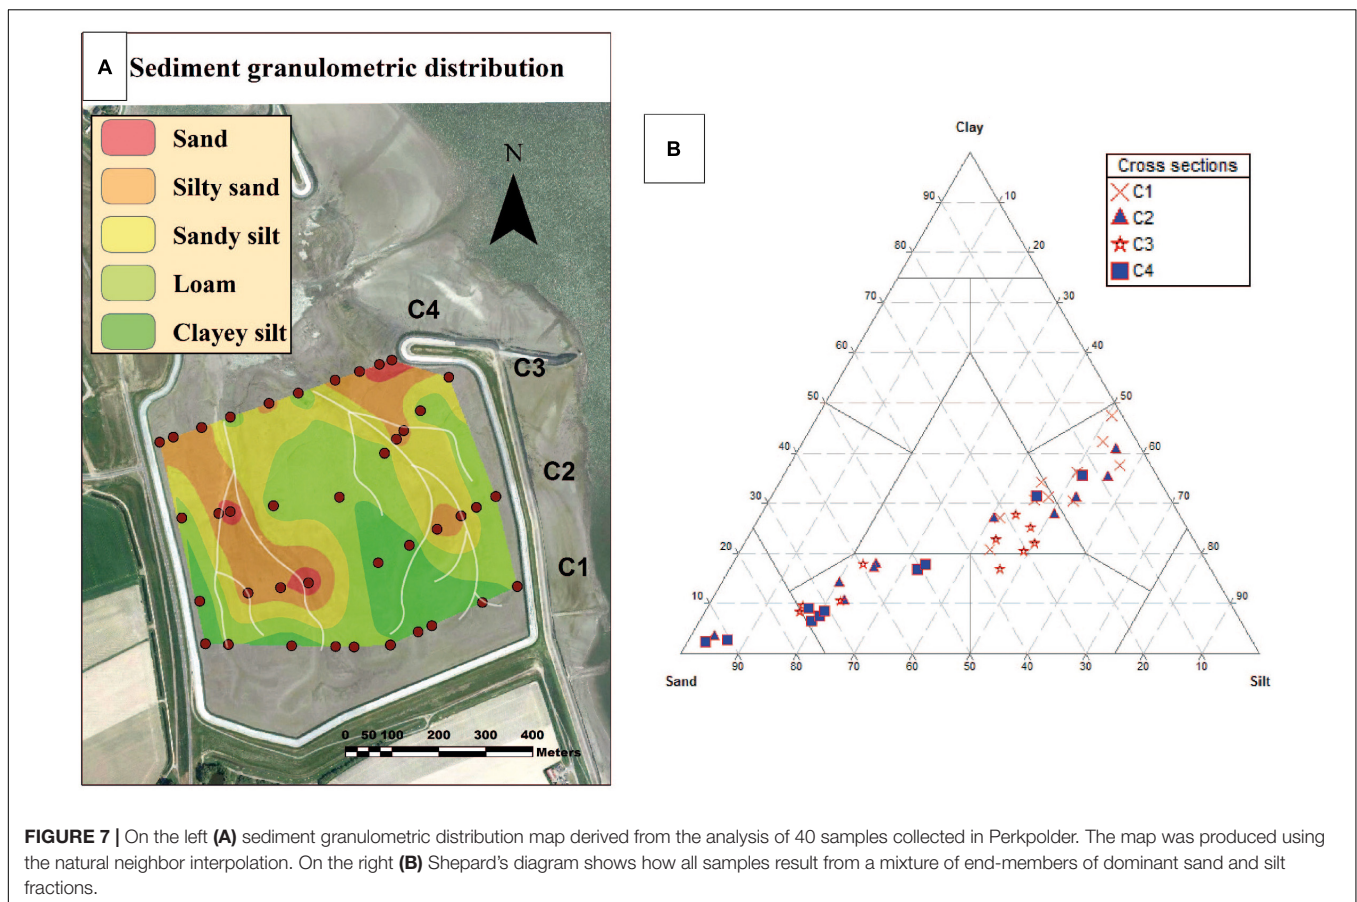 A
Sediment granulometric distribution
Sand
Silty sand
Sandy silt
Loam
Clayey silt
N
C4
C3
C2
C1
0 50 100 200 300 400
Meters
B
Clay
Cross sections
C1
C2
C3
C4
90 10
80 20
70 30
60 40
50 50
40 60
30 70
20 80
10 90
90 80 70 60 50 40 30 20 10
Sand Silt
FIGURE 7 | On the left (A) sediment granulometric distribution map derived from the analysis of 40 samples collected in Perkpolder. The map was produced using
the natural neighbor interpolation. On the right (B) Shepard's diagram shows how all samples result from a mixture of end-members of dominant sand and silt
fractions.